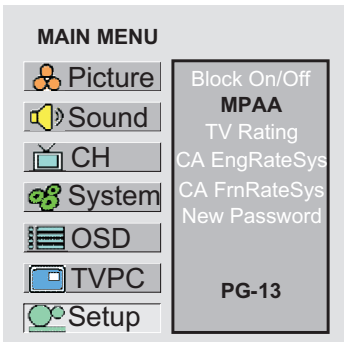 MAIN MENU
Picture
Sound
CH
System
OSD
TVPC
Setup
Block On/Off
MPAA
TV Rating
CA EngRateSys
CA FrnRateSys
New Password
PG-13